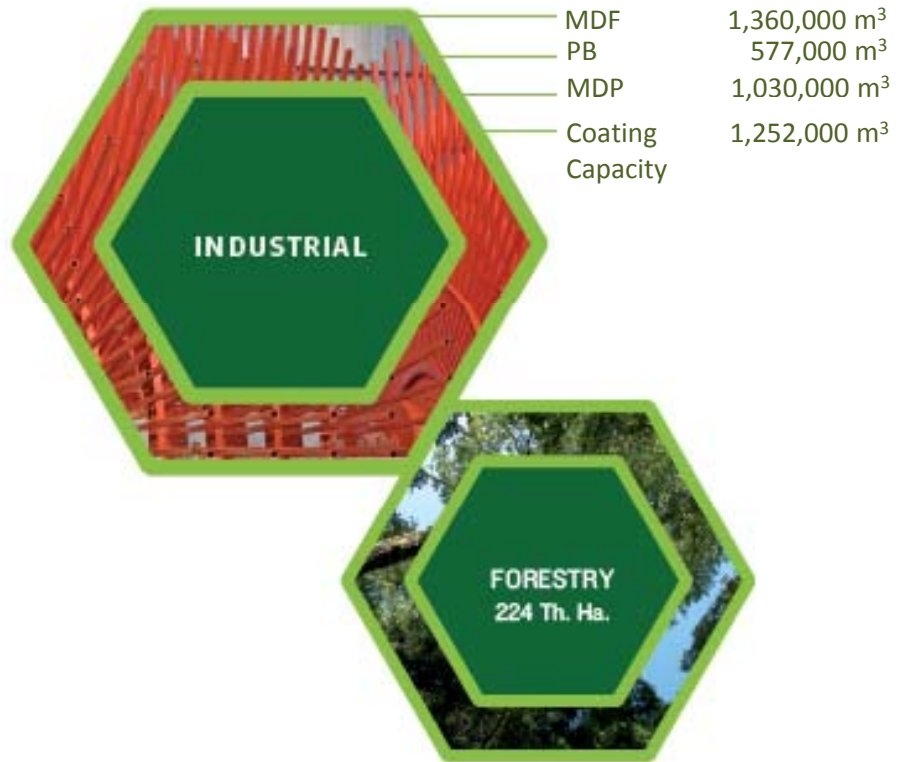 MDF 1,360,000 m³
PB 577,000 m³
MDP 1,030,000 m³
Coating 1,252,000 m³
Capacity
INDUSTRIAL
FORESTRY
224 Th. Ha.